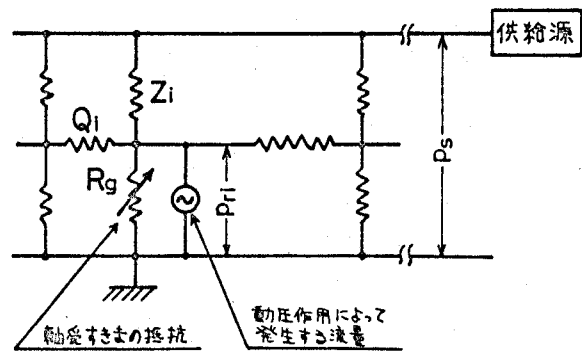 供給源
Zi
Qi
Rg
pri
ps
軸受すきまの抵抗
動圧作用によって
発生する流量